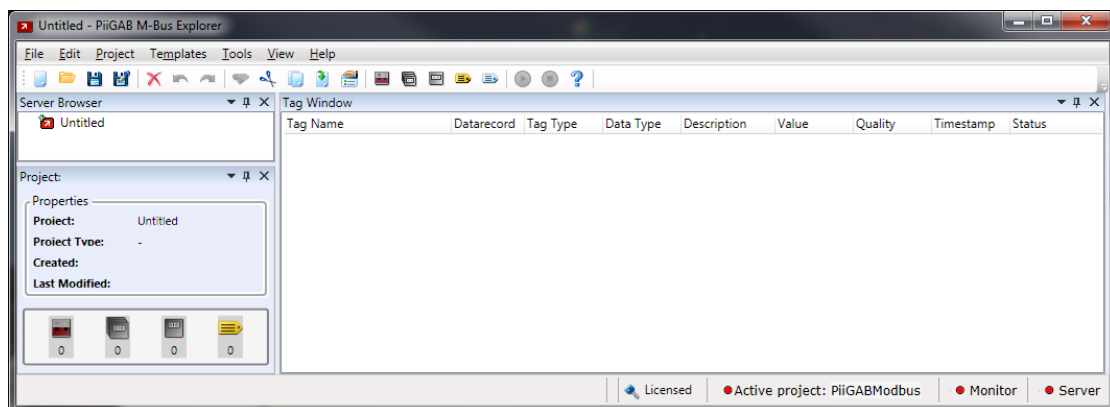 Untitled - PiiGAB M-Bus Explorer
File Edit Project Templates Tools View Help
Server Browser
Untitled
Tag Window
Tag Name Datarecord Tag Type Data Type Description Value Quality Timestamp Status
Project:
Properties
Project: Untitled
Project Type: -
Created:
Last Modified:
0 0 0 0
Licensed Active project: PiiGABModbus Monitor Server